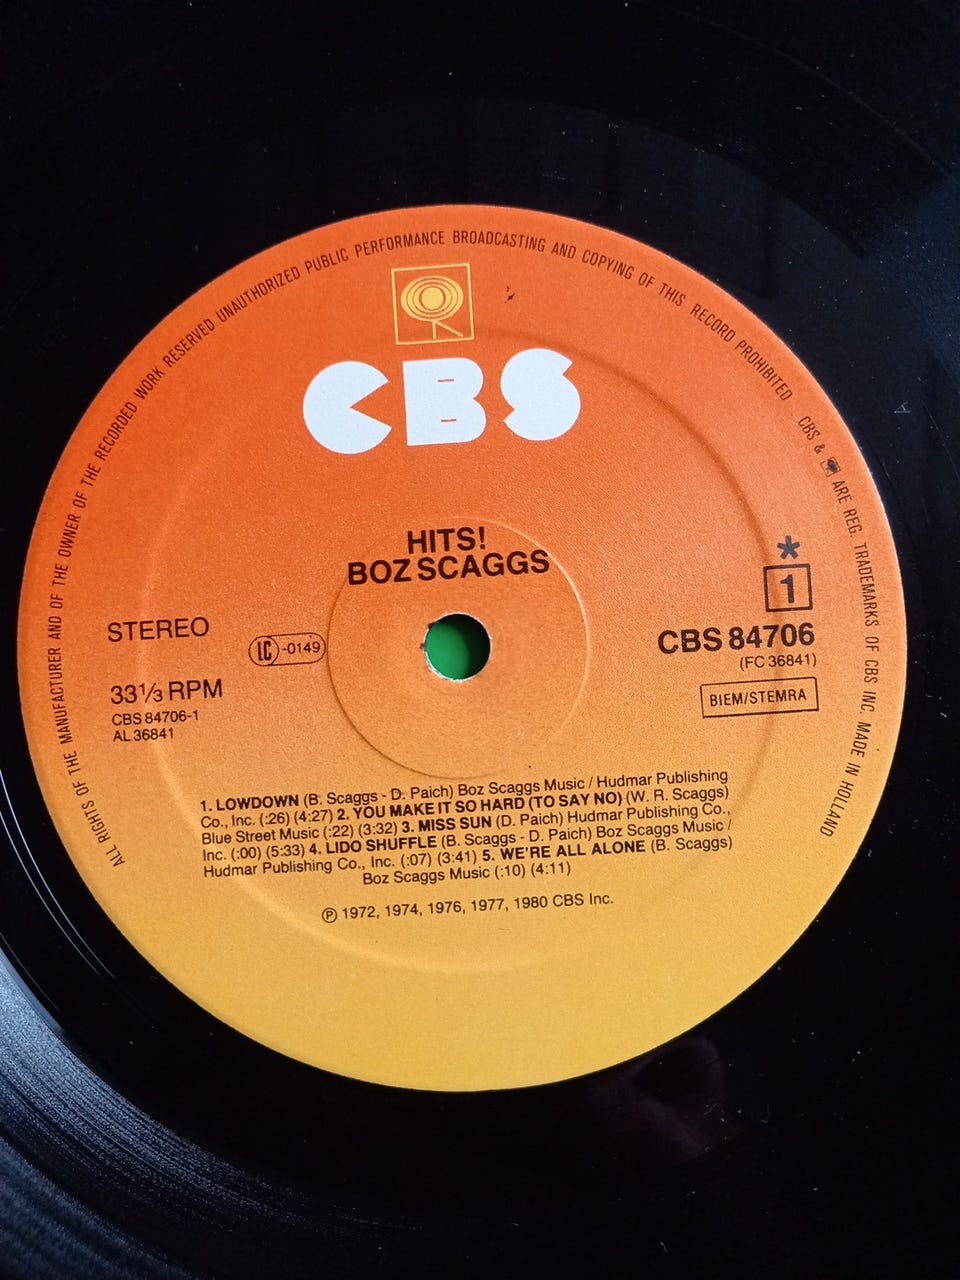 ALL RIGHTS OF THE MANUFACTURER AND OF THE OWNER OF THE RECORDED WORK RESERVED UNAUTHORIZED PUBLIC PERFORMANCE BROADCASTING AND COPYING OF THIS RECORD PROHIBITED CBS & ARE REG. TRADEMARKS OF CBS INC. MADE IN HOLLAND
CBS
HITS!
BOZ SCAGGS
STEREO
LC-0149
33⅓ RPM
CBS 84706-1
AL 36841
*
1
CBS 84706
(FC 36841)
BIEM/STEMRA
1. LOWDOWN (B. Scaggs - D. Paich) Boz Scaggs Music / Hudmar Publishing
Co., Inc. (:26) (4:27) 2. YOU MAKE IT SO HARD (TO SAY NO) (W. R. Scaggs)
Blue Street Music (:22) (3:32) 3. MISS SUN (D. Paich) Hudmar Publishing Co.,
Inc. (:00) (5:33) 4. LIDO SHUFFLE (B. Scaggs - D. Paich) Boz Scaggs Music /
Hudmar Publishing Co., Inc. (:07) (3:41) 5. WE'RE ALL ALONE (B. Scaggs)
Boz Scaggs Music (:10) (4:11)
℗ 1972, 1974, 1976, 1977, 1980 CBS Inc.